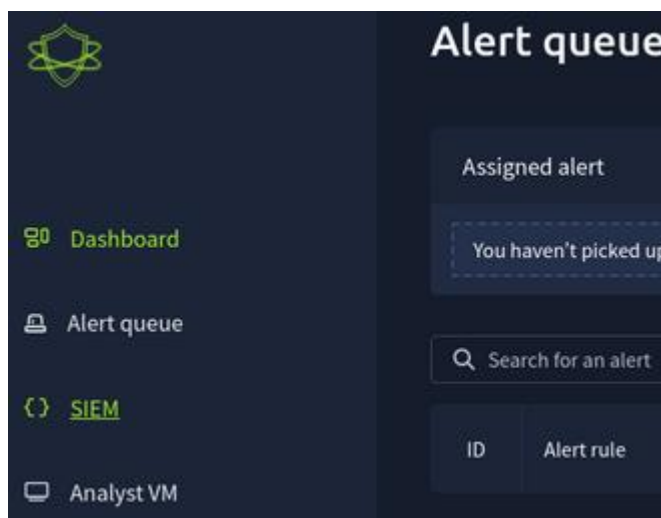 Alert queue
Assigned alert
You haven't picked up
Search for an alert
ID Alert rule
Dashboard
Alert queue
SIEM
Analyst VM